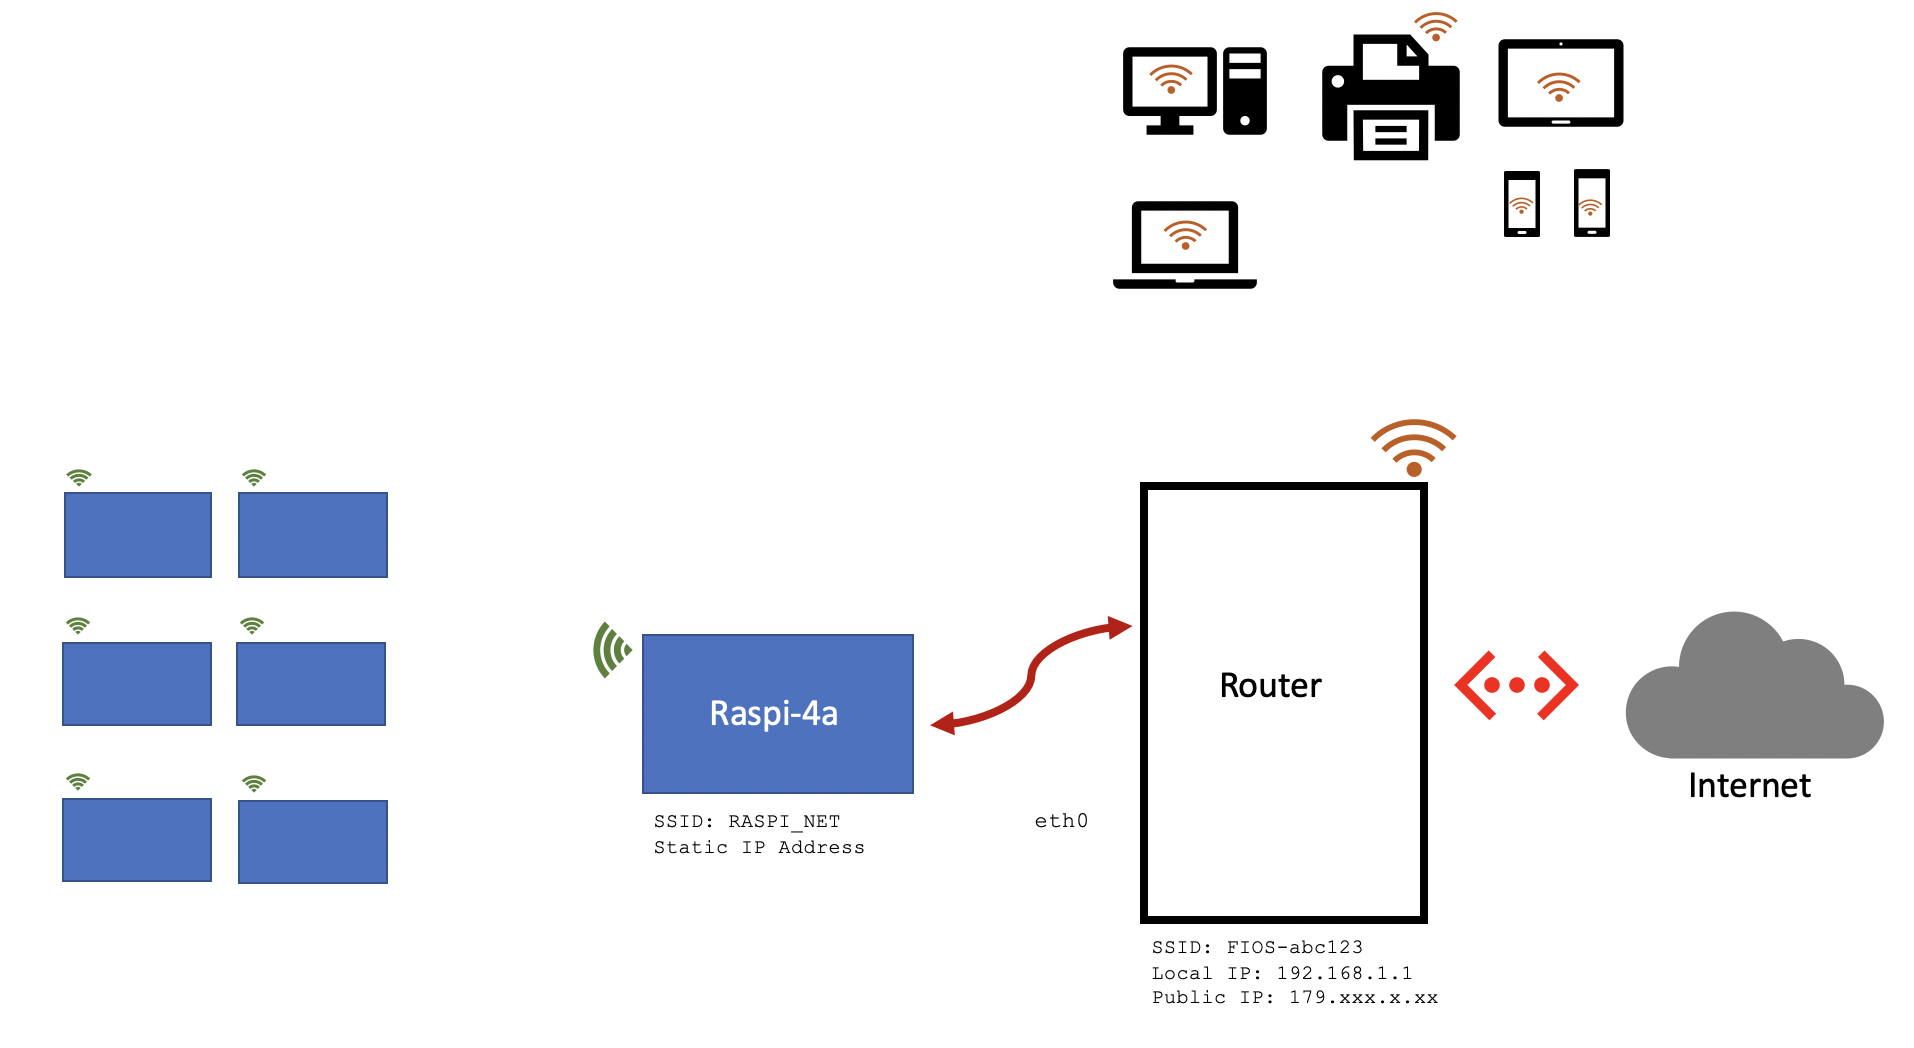 Raspi-4a
SSID: RASPI_NET
Static IP Address
eth0
Router
SSID: FIOS-abc123
Local IP: 192.168.1.1
Public IP: 179.xxx.x.xx
Internet